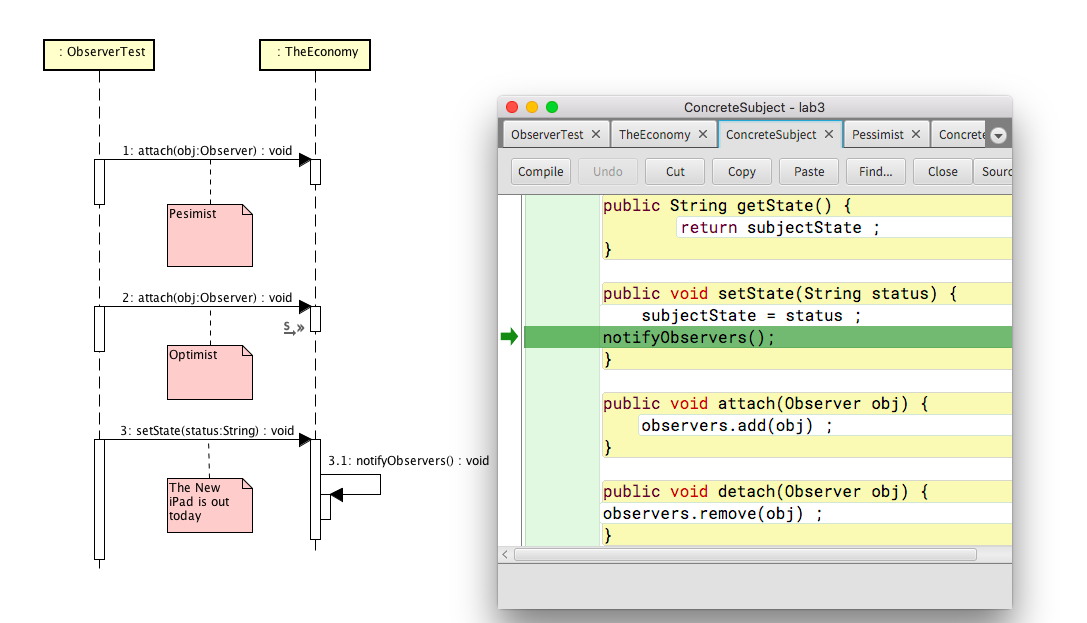 : ObserverTest
: TheEconomy
1: attach(obj:Observer) : void
Pesimist
2: attach(obj:Observer) : void
S
Optimist
3: setState(status:String) : void
3.1: notifyObservers() : void
The New
iPad is out
today
ConcreteSubject - lab3
ObserverTest × TheEconomy × ConcreteSubject × Pessimist × Concrete
Compile Undo Cut Copy Paste Find... Close Sourc
public String getState() {
return subjectState ;
}
public void setState(String status) {
subjectState = status ;
notifyObservers();
}
public void attach(Observer obj) {
observers.add(obj) ;
}
public void detach(Observer obj) {
observers.remove(obj) ;
}